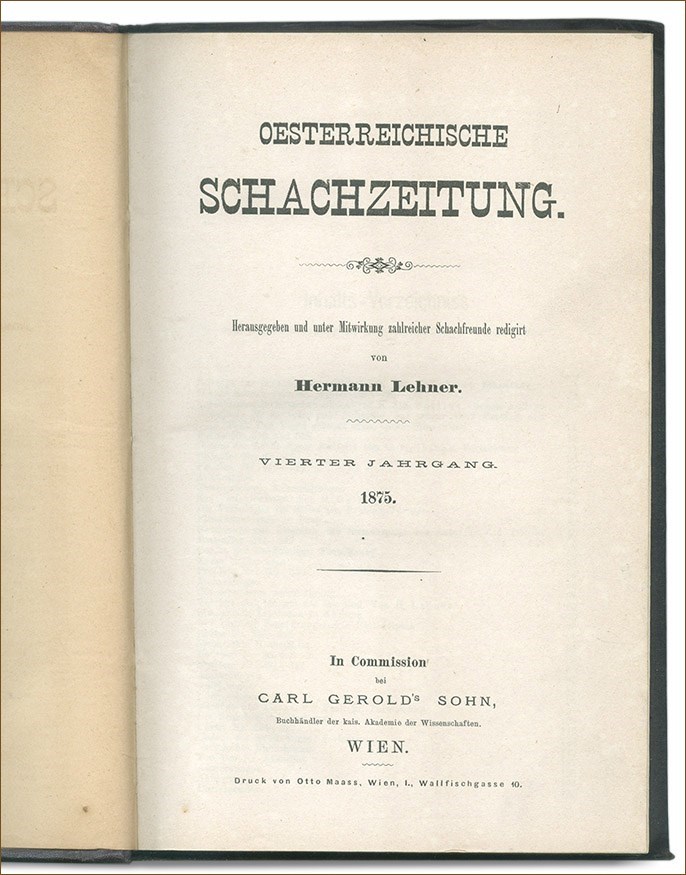 OESTERREICHISCHE
SCHACHZEITUNG.
Herausgegeben und unter Mitwirkung zahlreicher Schachfreunde redigirt
von
Hermann Lehner.
VIERTER JAHRGANG.
1875.
In Commission
bei
CARL GEROLD'S SOHN,
Buchhändler der kais. Akademie der Wissenschaften.
WIEN.
Druck von Otto Maass, Wien, I., Wallfischgasse 10.